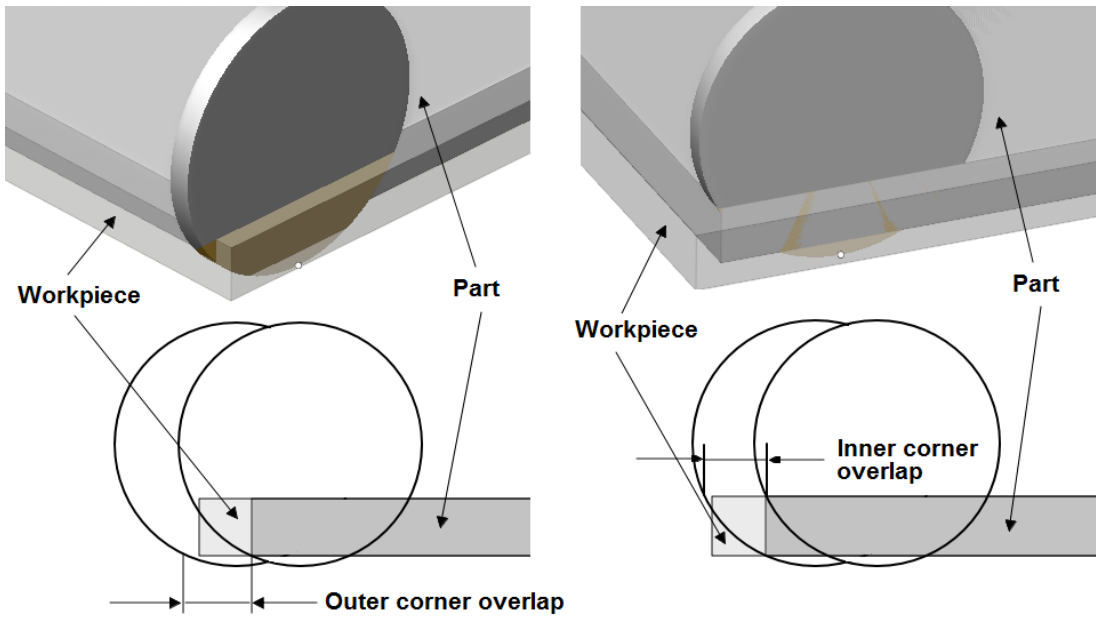 Workpiece
Part
Outer corner overlap
Workpiece
Part
Inner corner
overlap